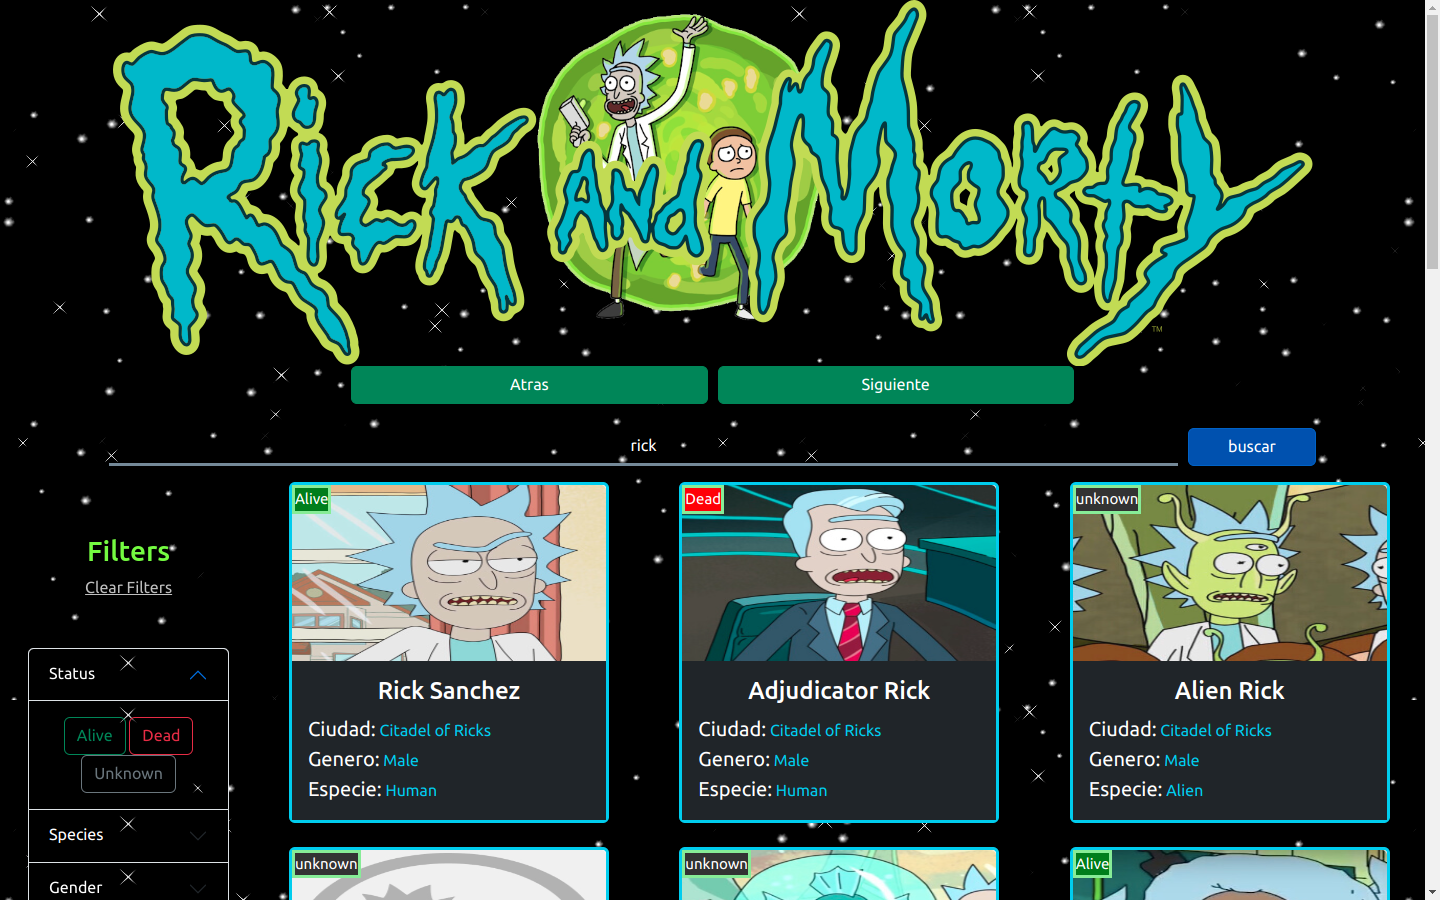 Rick AND Morty
TM
Atras
Siguiente
rick
buscar
Filters
Clear Filters
Status
Alive
Dead
Unknown
Species
Gender
Alive
Rick Sanchez
Ciudad: Citadel of Ricks
Genero: Male
Especie: Human
Dead
Adjudicator Rick
Ciudad: Citadel of Ricks
Genero: Male
Especie: Human
unknown
Alien Rick
Ciudad: Citadel of Ricks
Genero: Male
Especie: Alien
unknown
unknown
Alive